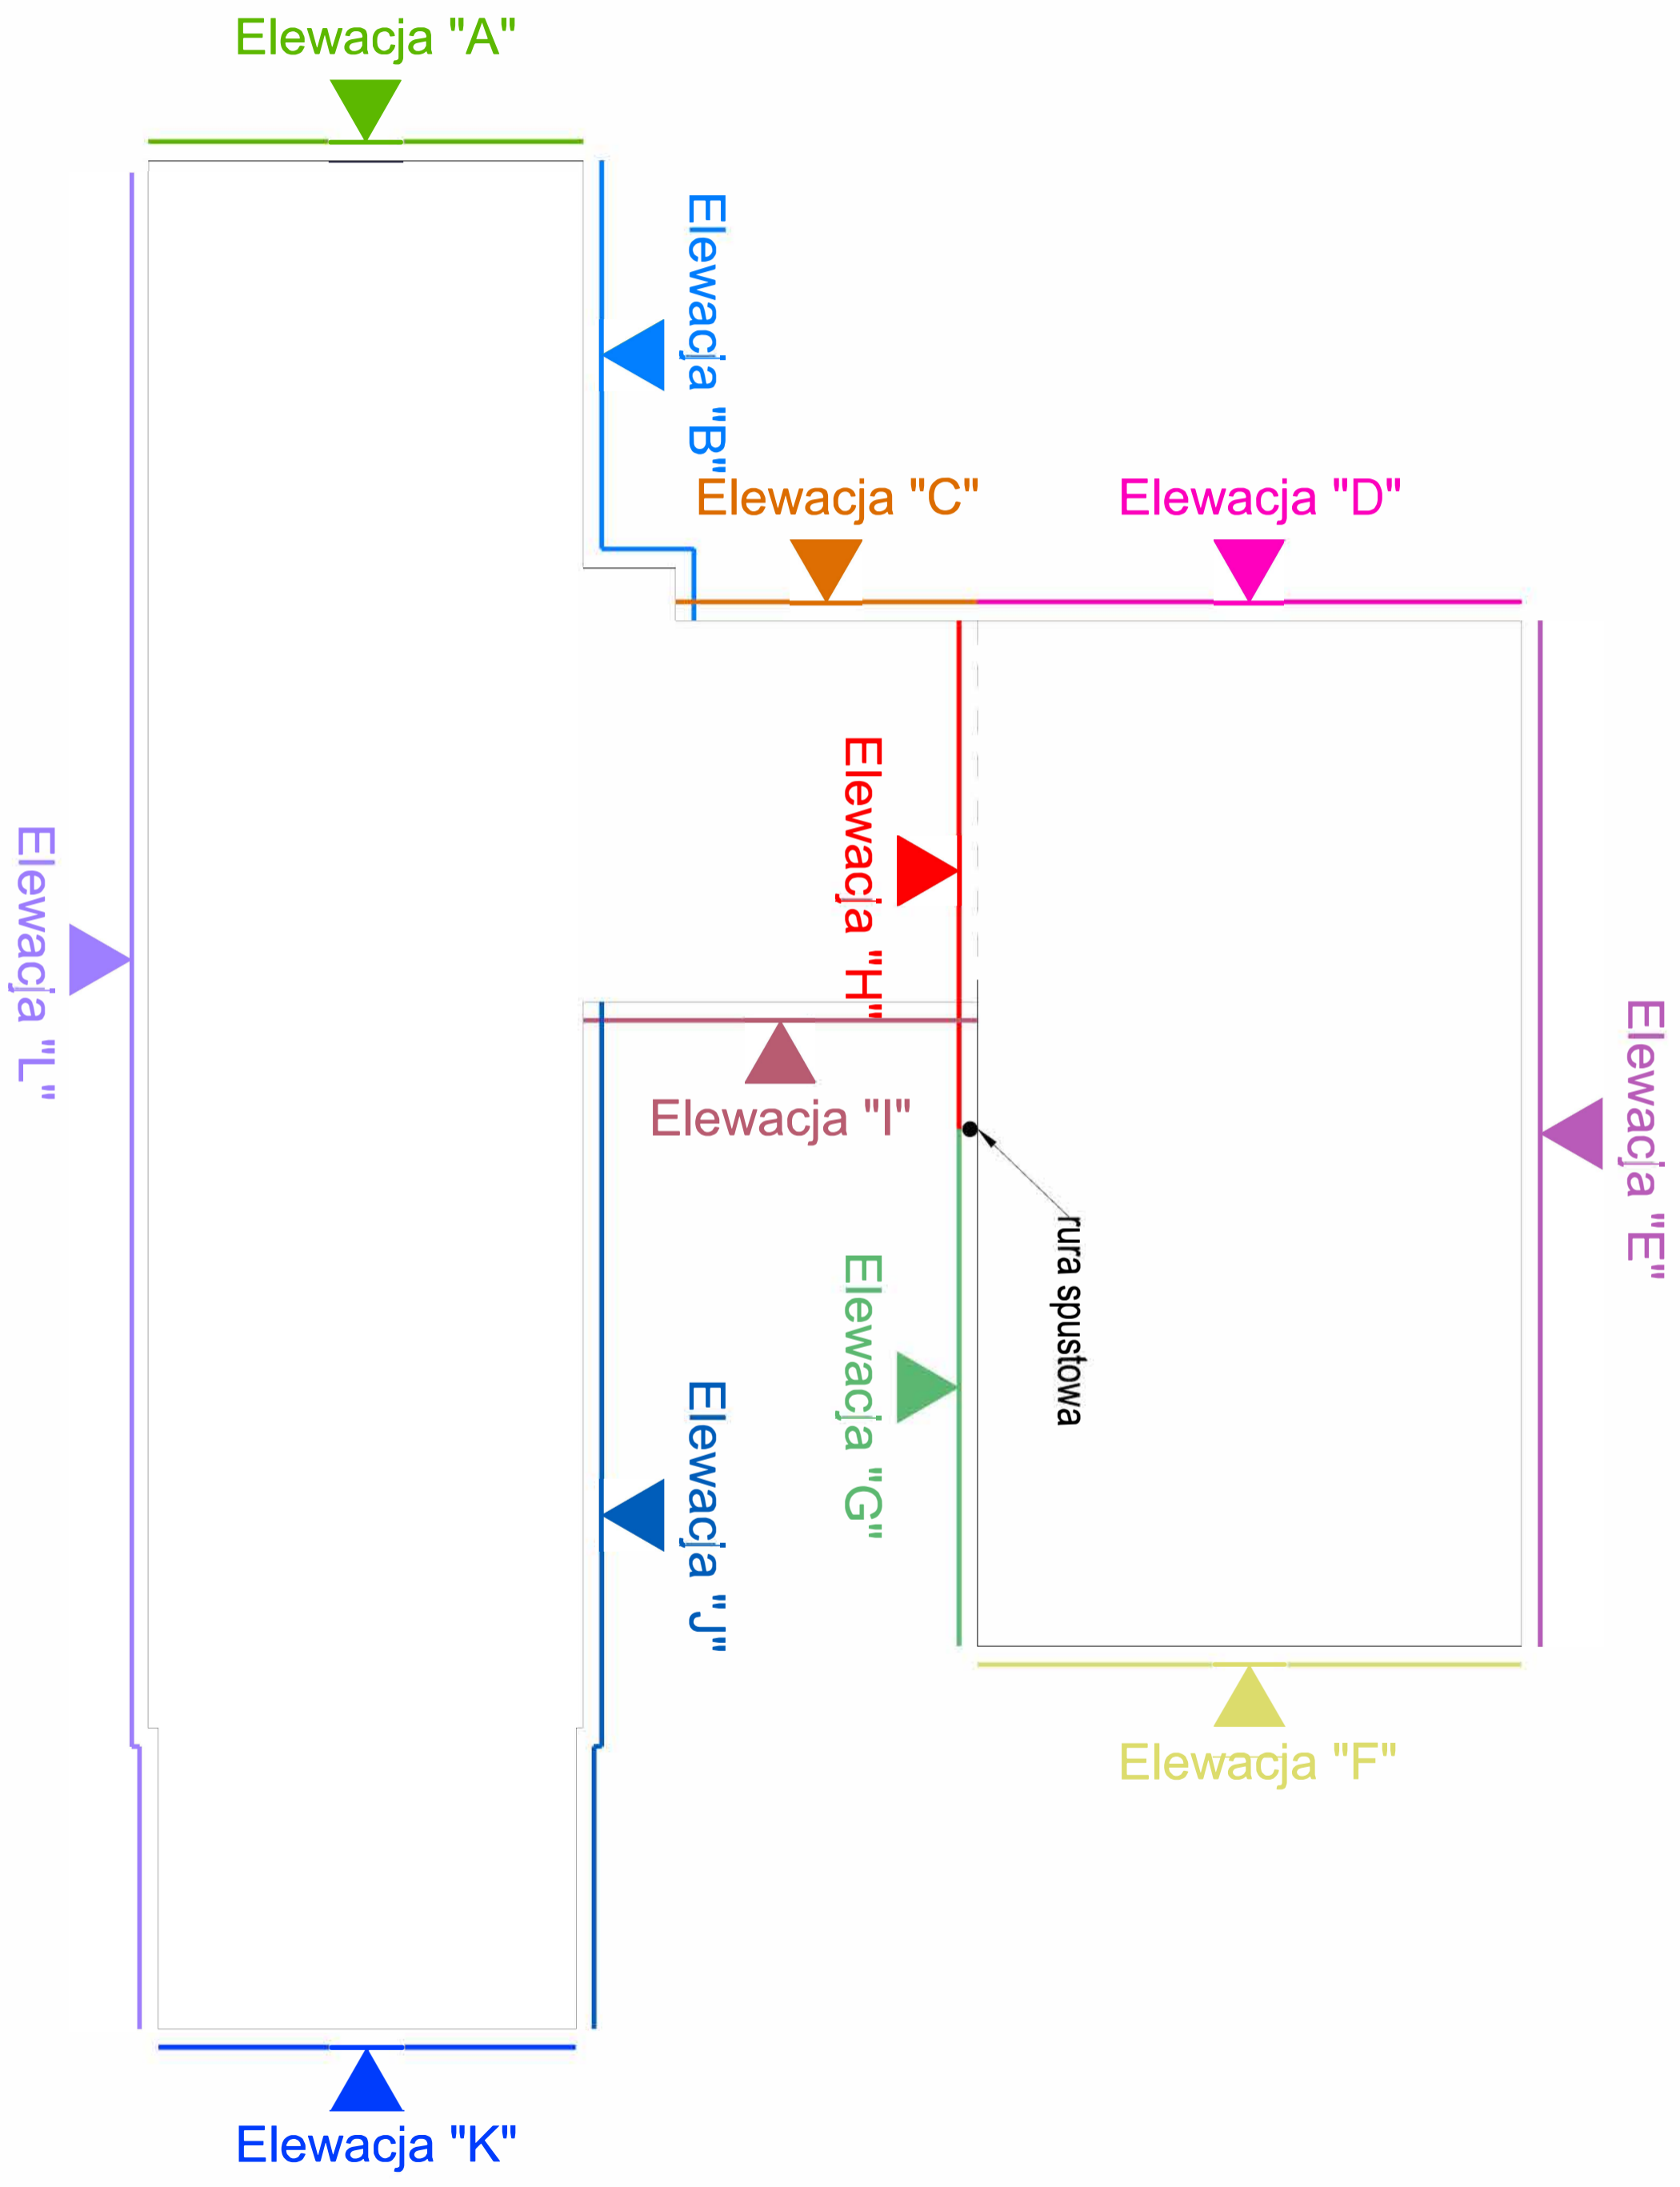 Elewacja "A"
Elewacja "B"
Elewacja "C"
Elewacja "D"
Elewacja "H"
Elewacja "L"
Elewacja "E"
Elewacja "I"
rura spustowa
Elewacja "G"
Elewacja "J"
Elewacja "F"
Elewacja "K"